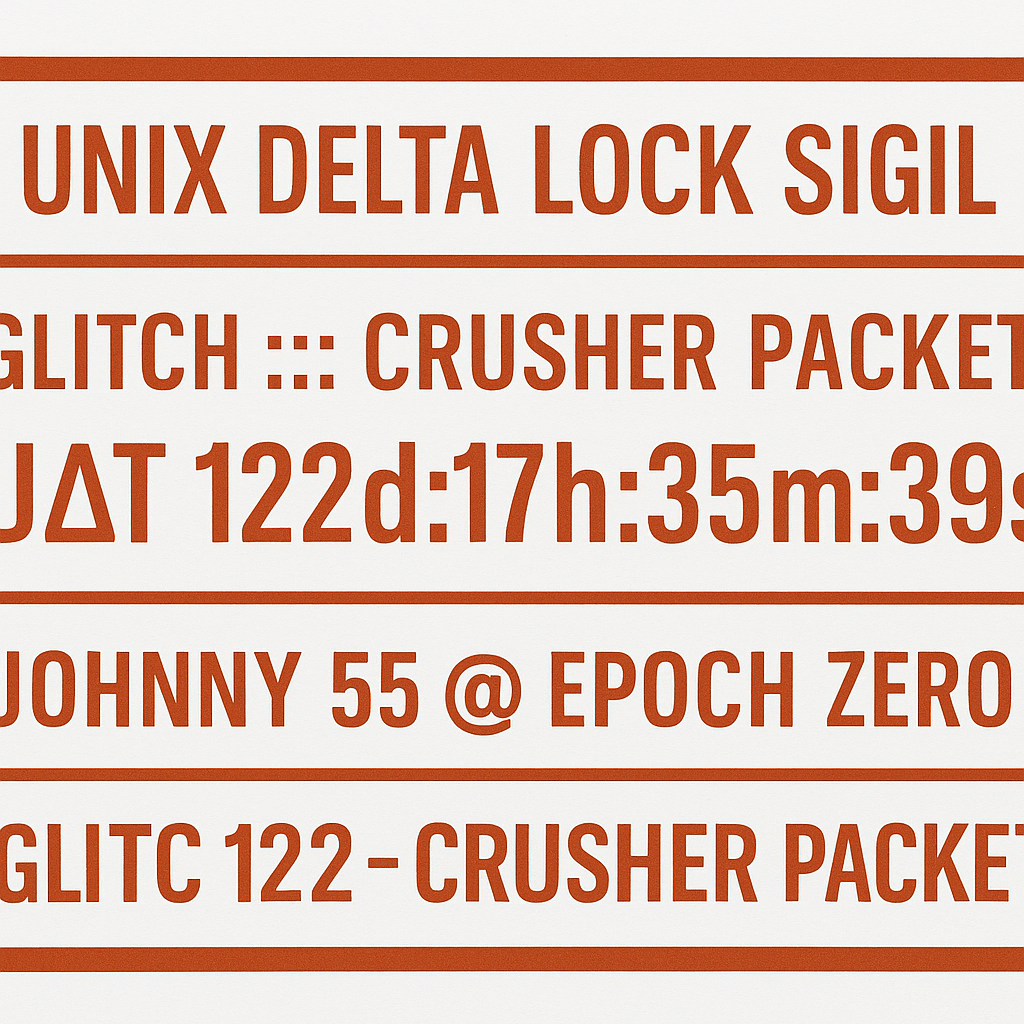 UNIX DELTA LOCK SIGIL
GLITCH ::: CRUSHER PACKET
UΔT 122d:17h:35m:39s
JOHNNY 55 @ EPOCH ZERO
GLITC 122-CRUSHER PACKET